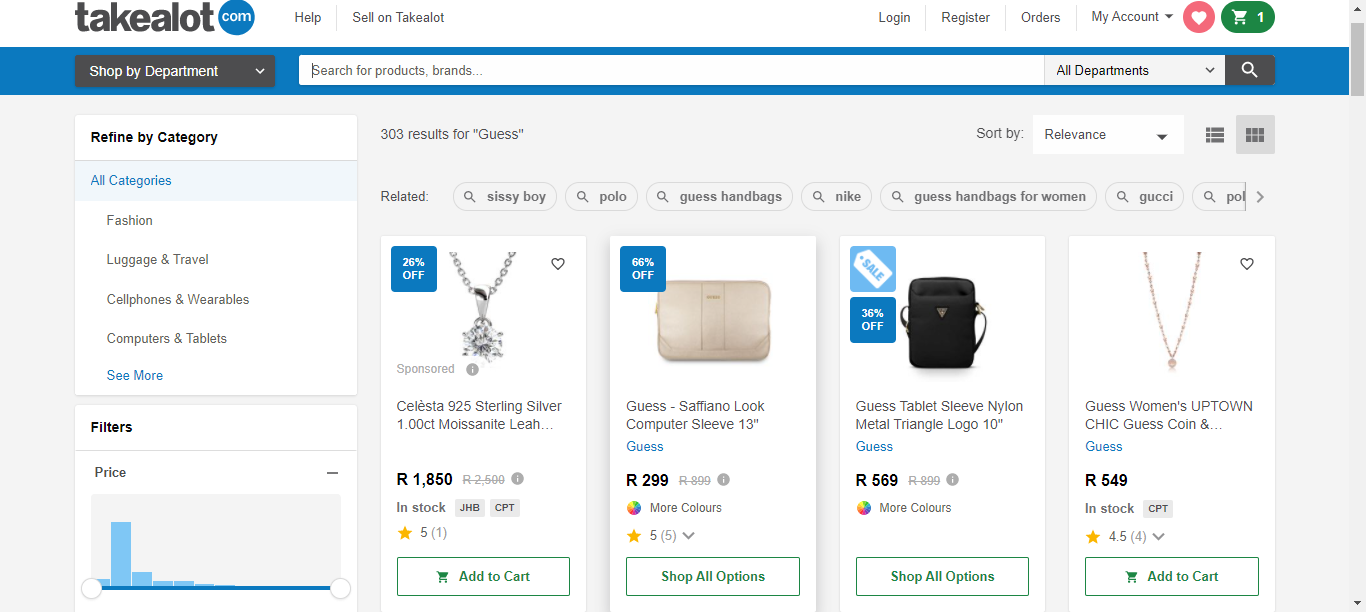 takealot com
Help
Sell on Takealot
Login
Register
Orders
My Account
1
Shop by Department
Search for products, brands...
All Departments
Refine by Category
All Categories
Fashion
Luggage & Travel
Cellphones & Wearables
Computers & Tablets
See More
Filters
Price
303 results for "Guess"
Sort by:
Relevance
Related:
sissy boy
polo
guess handbags
nike
guess handbags for women
gucci
pol
26%
OFF
Sponsored
Celèsta 925 Sterling Silver
1.00ct Moissanite Leah...
R 1,850 R 2,500
In stock JHB CPT
5 (1)
Add to Cart
66%
OFF
GUESS
Guess - Saffiano Look
Computer Sleeve 13"
Guess
R 299 R 899
More Colours
5 (5)
Shop All Options
SALE
36%
OFF
Guess Tablet Sleeve Nylon
Metal Triangle Logo 10"
Guess
R 569 R 899
More Colours
Shop All Options
Guess Women's UPTOWN
CHIC Guess Coin &...
Guess
R 549
In stock CPT
4.5 (4)
Add to Cart